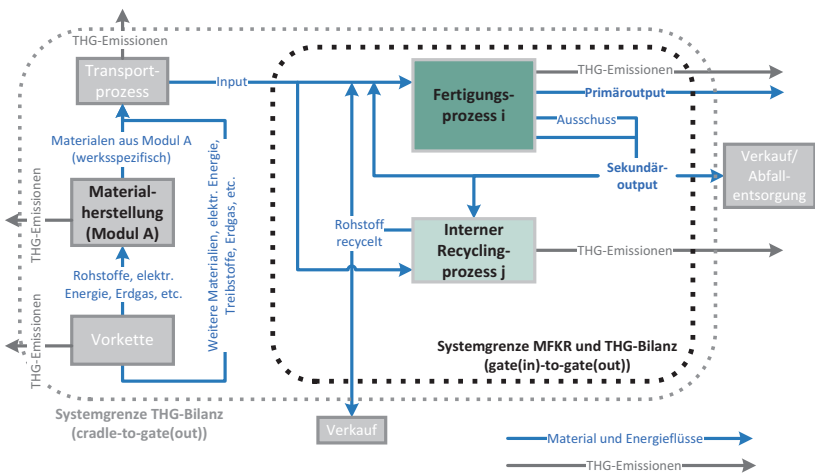 THG-Emissionen
Transport-
prozess
Input
THG-Emissionen
Primäroutput
Fertigungs-
prozess i
Ausschuss
Materialen aus Modul A
(werksspezifisch)
Sekundär-
output
Verkauf/
Abfall-
entsorgung
THG-Emissionen
Material-
herstellung
(Modul A)
Weitere Materialien, elektr. Energie,
Treibstoffe, Erdgas, etc.
Rohstoff
recycelt
Interner
Recycling-
prozess j
THG-Emissionen
Rohstoffe, elektr.
Energie, Erdgas, etc.
THG-Emissionen
Vorkette
Systemgrenze MFKR und THG-Bilanz
(gate(in)-to-gate(out))
Systemgrenze THG-Bilanz
(cradle-to-gate(out))
Verkauf
Material und Energieflüsse
THG-Emissionen